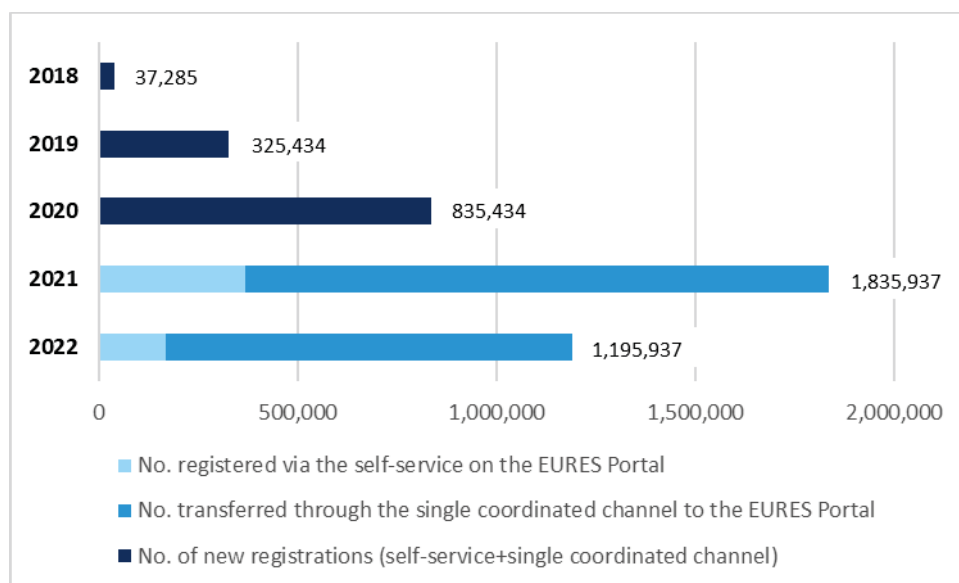 2018 37,285
2019 325,434
2020 835,434
2021 1,835,937
2022 1,195,937
0 500,000 1,000,000 1,500,000 2,000,000
No. registered via the self-service on the EURES Portal
No. transferred through the single coordinated channel to the EURES Portal
No. of new registrations (self-service+single coordinated channel)